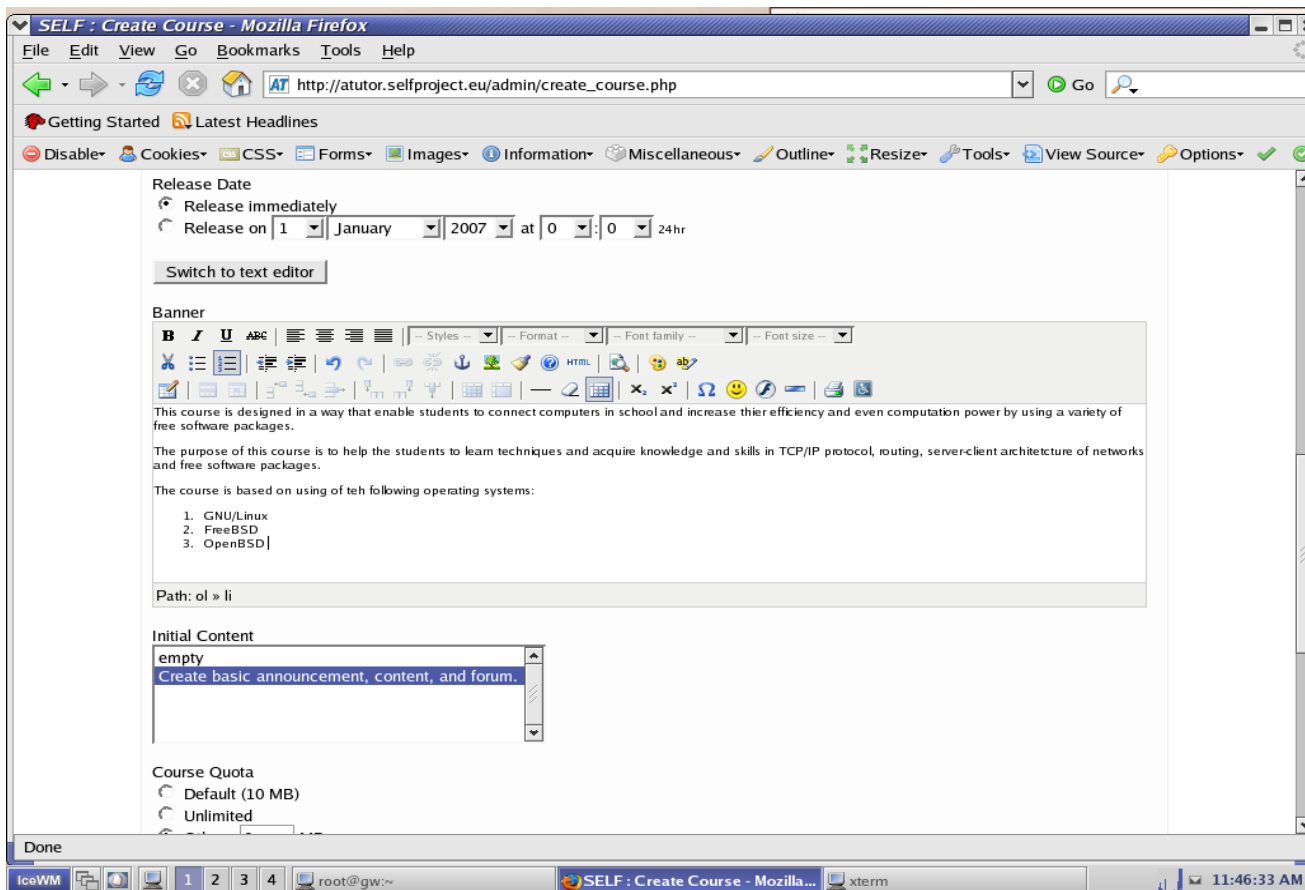 SELF : Create Course - Mozilla Firefox
File Edit View Go Bookmarks Tools Help
AT http://atutor.selfproject.eu/admin/create_course.php Go
Getting Started Latest Headlines
Disable Cookies CSS Forms Images Information Miscellaneous Outline Resize Tools View Source Options
Release Date
Release immediately
Release on 1 January 2007 at 0 : 0 24hr
Switch to text editor
Banner
B I U ABC -- Styles -- -- Format -- -- Font family -- -- Font size --
HTML
This course is designed in a way that enable students to connect computers in school and increase thier efficiency and even computation power by using a variety of
free software packages.
The purpose of this course is to help the students to learn techniques and acquire knowledge and skills in TCP/IP protocol, routing, server-client architetcture of networks
and free software packages.
The course is based on using of teh following operating systems:
1. GNU/Linux
2. FreeBSD
3. OpenBSD
Path: ol » li
Initial Content
empty
Create basic announcement, content, and forum.
Course Quota
Default (10 MB)
Unlimited
Done
IceWM 1 2 3 4 root@gw:~ SELF : Create Course - Mozilla... xterm 11:46:33 AM